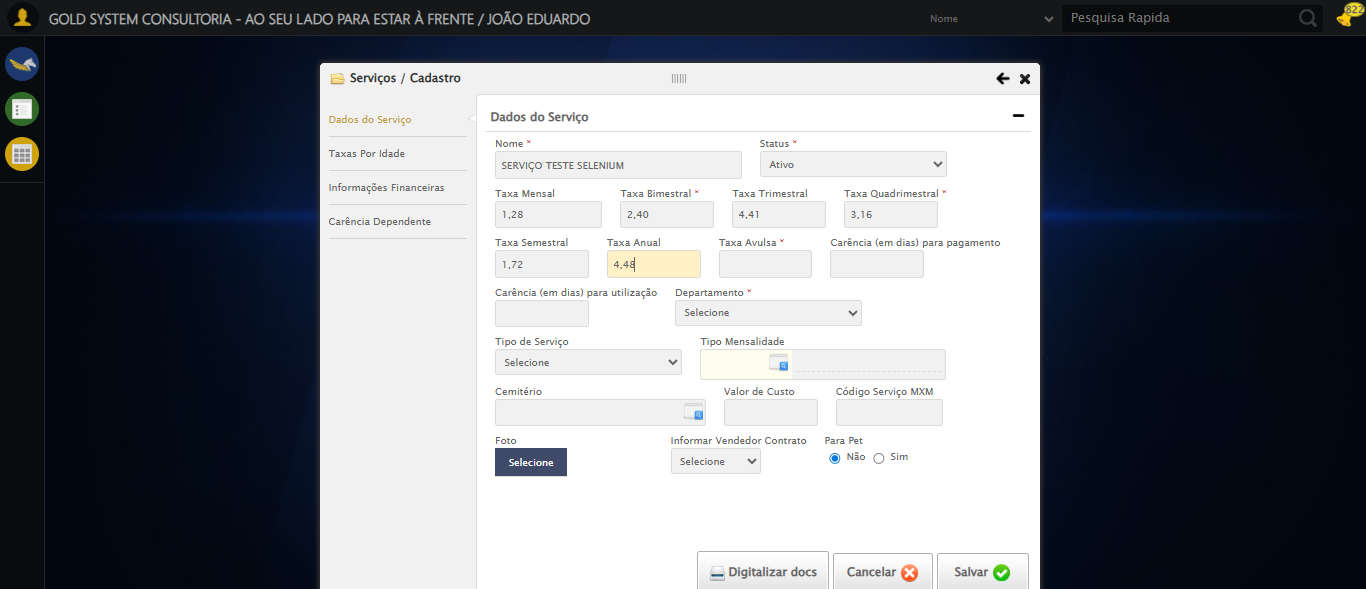 GOLD SYSTEM CONSULTORIA - AO SEU LADO PARA ESTAR À FRENTE / JOÃO EDUARDO
Nome
Pesquisa Rapida
822
Serviços / Cadastro
Dados do Serviço
Taxas Por Idade
Informações Financeiras
Carência Dependente
Dados do Serviço
Nome * Status *
SERVIÇO TESTE SELENIUM Ativo
Taxa Mensal Taxa Bimestral * Taxa Trimestral Taxa Quadrimestral *
1,28 2,40 4,41 3,16
Taxa Semestral Taxa Anual Taxa Avulsa * Carência (em dias) para pagamento
1,72 4,48
Carência (em dias) para utilização Departamento *
Selecione
Tipo de Serviço Tipo Mensalidade
Selecione
Cemitério Valor de Custo Código Serviço MXM
Foto Informar Vendedor Contrato Para Pet
Selecione Selecione Não Sim
Digitalizar docs Cancelar Salvar